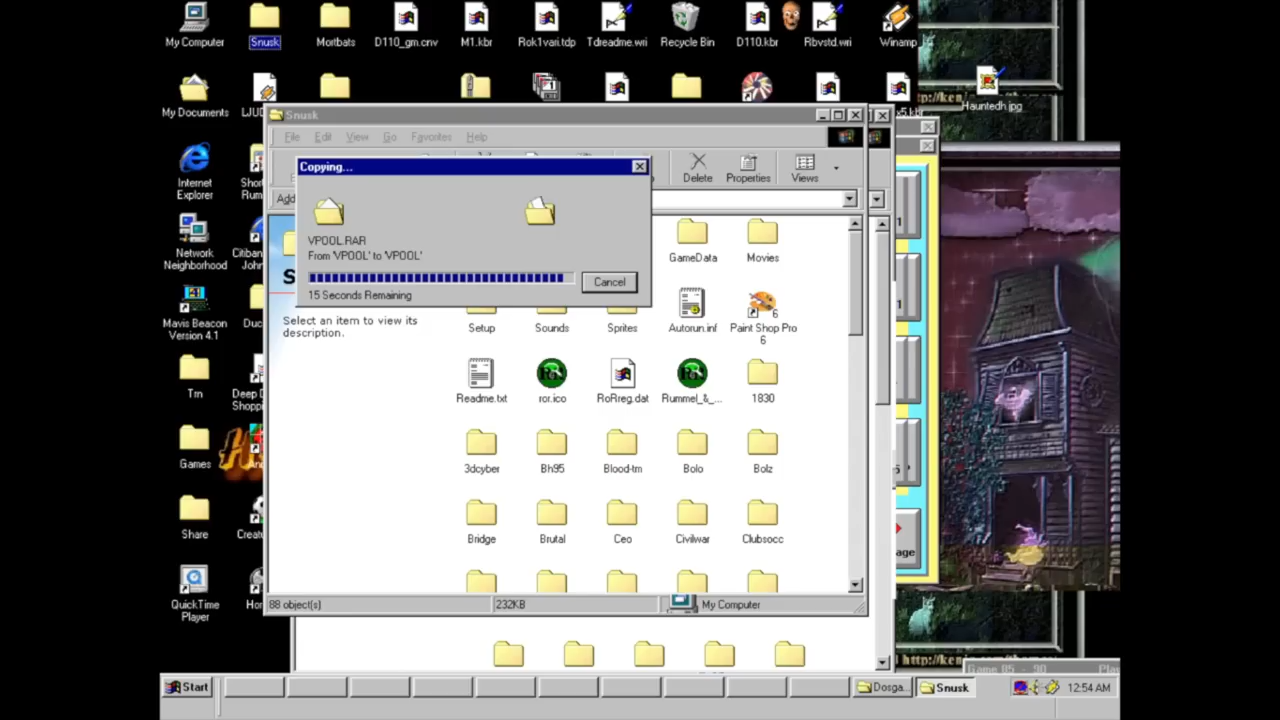 My Computer
Snusk
Mortbats
D110_gm.cnv
M1.kbr
Rok1vari.tdp
Tdreadme.wri
Recycle Bin
D110.kbr
Rbvstd.wri
Winamp
My Documents
Hauntedh.jpg
Snusk
File Edit View Go Favorites Help
Delete
Properties
Views
Copying...
VPOOL.RAR
From 'VPOOL' to 'VPOOL'
Cancel
15 Seconds Remaining
Select an item to view its
description.
GameData
Movies
Setup
Sounds
Sprites
Autorun.inf
Paint Shop Pro
6
Readme.txt
ror.ico
RoRreg.dat
Rummel_&_...
1830
3dcyber
Bh95
Blood-tm
Bolo
Bolz
Bridge
Brutal
Ceo
Civilwar
Clubsocc
88 object(s)
232KB
My Computer
Internet
Explorer
Network
Neighborhood
Mavis Beacon
Version 4.1
Trn
Games
Share
QuickTime
Player
Start
Dosga...
Snusk
12:54 AM